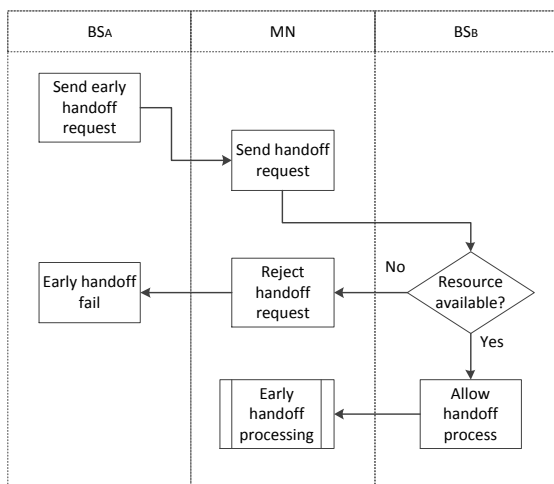 BSA
MN
BSB
Send early
handoff
request
Send handoff
request
No
Early handoff
fail
Reject
handoff
request
Resource
available?
Yes
Early
handoff
processing
Allow
handoff
process